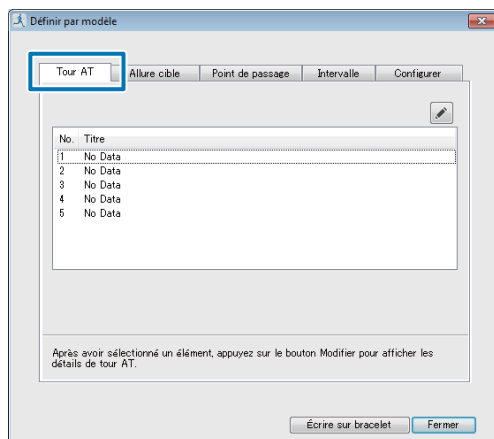 Définir par modèle
Tour AT Allure cible Point de passage Intervalle Configurer
No. Titre
1 No Data
2 No Data
3 No Data
4 No Data
5 No Data
Après avoir sélectionné un élément, appuyez sur le bouton Modifier pour afficher les
détails de tour AT.
Écrire sur bracelet Fermer